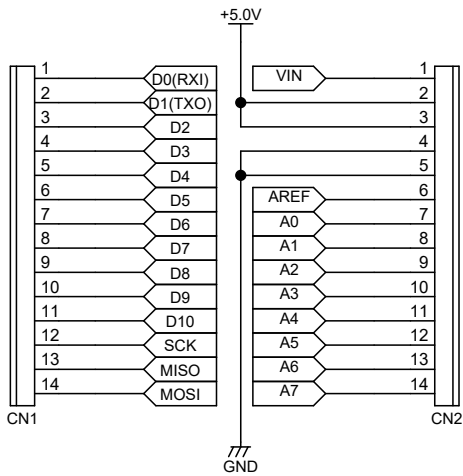 +5.0V
1 D0(RXI) VIN 1
2 D1(TXO) 2
3 D2 3
4 D3 4
5 D4 5
6 D5 AREF 6
7 D6 A0 7
8 D7 A1 8
9 D8 A2 9
10 D9 A3 10
11 D10 A4 11
12 SCK A5 12
13 MISO A6 13
14 MOSI A7 14
CN1 CN2
GND